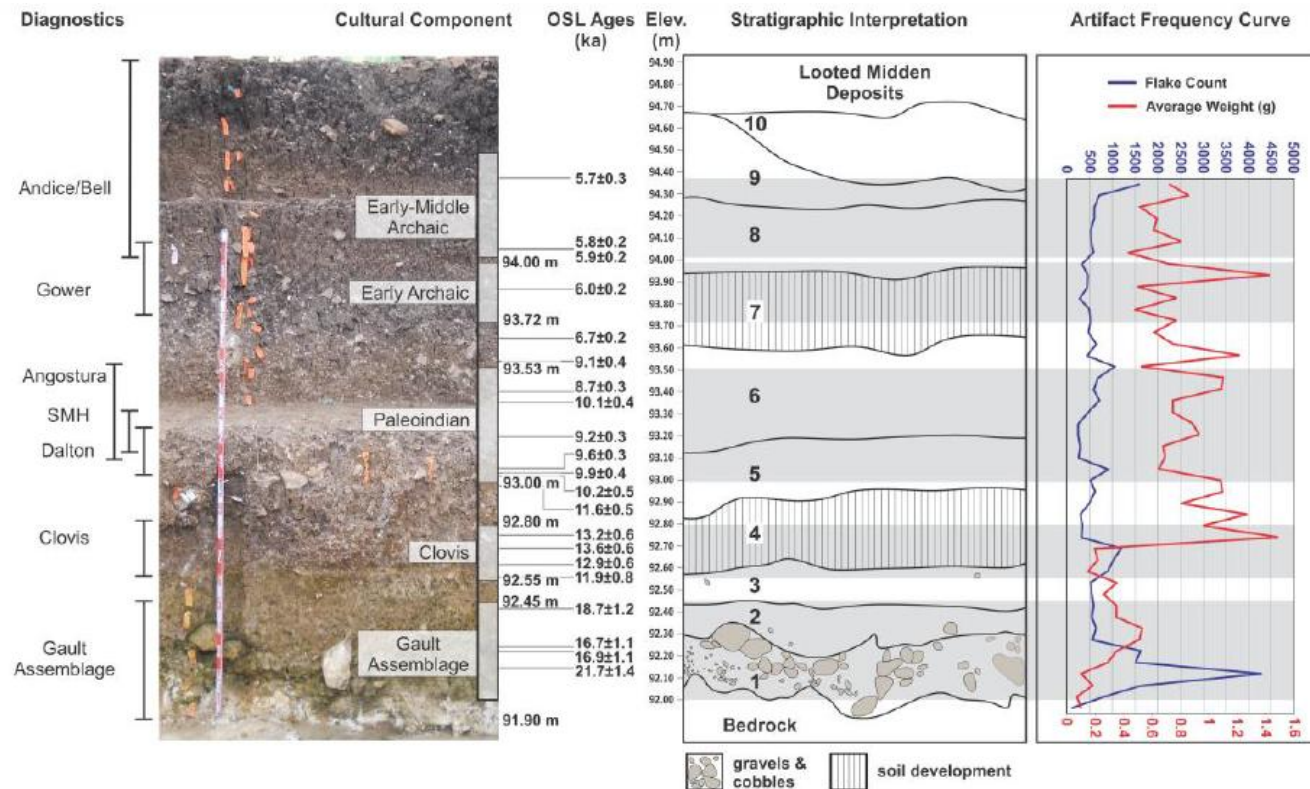 Diagnostics
Cultural Component
OSL Ages
(ka)
Elev.
(m)
Stratigraphic Interpretation
Artifact Frequency Curve
Andice/Bell
Gower
Angostura
SMH
Dalton
Clovis
Gault
Assemblage
Early-Middle
Archaic
Early Archaic
Paleoindian
Clovis
Gault
Assemblage
5.7±0.3
5.8±0.2
5.9±0.2
94.00 m
6.0±0.2
93.72 m
6.7±0.2
9.1±0.4
93.53 m
8.7±0.3
10.1±0.4
9.2±0.3
9.6±0.3
9.9±0.4
93.00 m
10.2±0.5
11.6±0.5
92.80 m
13.2±0.6
13.6±0.6
12.9±0.6
11.9±0.8
92.55 m
92.45 m
18.7±1.2
16.7±1.1
16.9±1.1
21.7±1.4
91.90 m
94.90
94.80
94.70
94.60
94.50
94.40
94.30
94.20
94.10
94.00
93.90
93.80
93.70
93.60
93.50
93.40
93.30
93.20
93.10
93.00
92.90
92.80
92.70
92.60
92.50
92.40
92.30
92.20
92.10
92.00
Looted Midden
Deposits
10
9
8
7
6
5
4
3
2
1
Bedrock
gravels &
cobbles
soil development
Flake Count
Average Weight (g)
0
500
1000
1500
2000
2500
3000
3500
4000
4500
5000
0
0.2
0.4
0.6
0.8
1
1.2
1.4
1.6